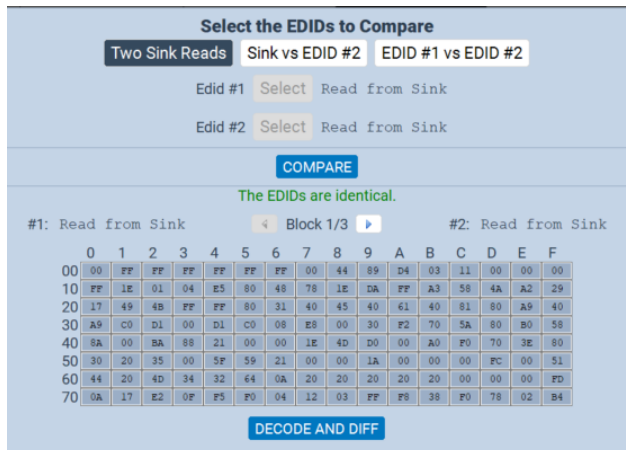 Select the EDIDs to Compare
Two Sink Reads Sink vs EDID #2 EDID #1 vs EDID #2
Edid #1 Select Read from Sink
Edid #2 Select Read from Sink
COMPARE
The EDIDs are identical.
#1: Read from Sink Block 1/3 #2: Read from Sink
0 1 2 3 4 5 6 7 8 9 A B C D E F
00 00 FF FF FF FF FF FF 00 44 89 D4 03 11 00 00 00
10 FF 1E 01 04 E5 80 48 78 1E DA FF A3 58 4A A2 29
20 17 49 4B FF FF 80 31 40 45 40 61 40 81 80 A9 40
30 A9 C0 D1 00 D1 C0 08 E8 00 30 F2 70 5A 80 B0 58
40 8A 00 BA 88 21 00 00 1E 4D D0 00 A0 F0 70 3E 80
50 30 20 35 00 5F 59 21 00 00 1A 00 00 00 FC 00 51
60 44 20 4D 34 32 64 0A 20 20 20 20 20 00 00 00 FD
70 0A 17 E2 0F F5 F0 04 12 03 FF F8 38 F0 78 02 B4
DECODE AND DIFF